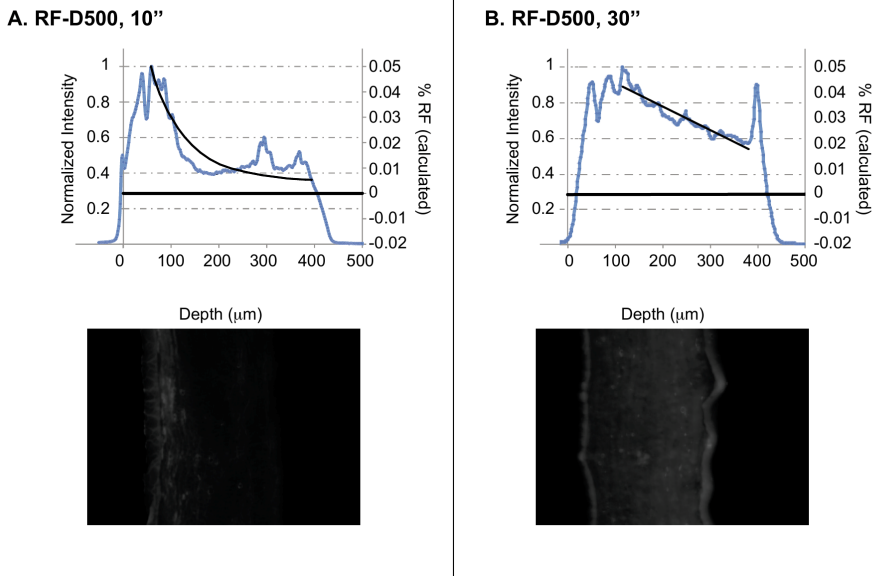 A. RF-D500, 10”
Normalized Intensity
1
0.8
0.6
0.4
0.2
0.05
0.04
0.03
0.02
0.01
0
-0.01
-0.02
% RF (calculated)
0 100 200 300 400 500
Depth (μm)
B. RF-D500, 30”
Normalized Intensity
1
0.8
0.6
0.4
0.2
0.05
0.04
0.03
0.02
0.01
0
-0.01
-0.02
% RF (calculated)
0 100 200 300 400 500
Depth (μm)